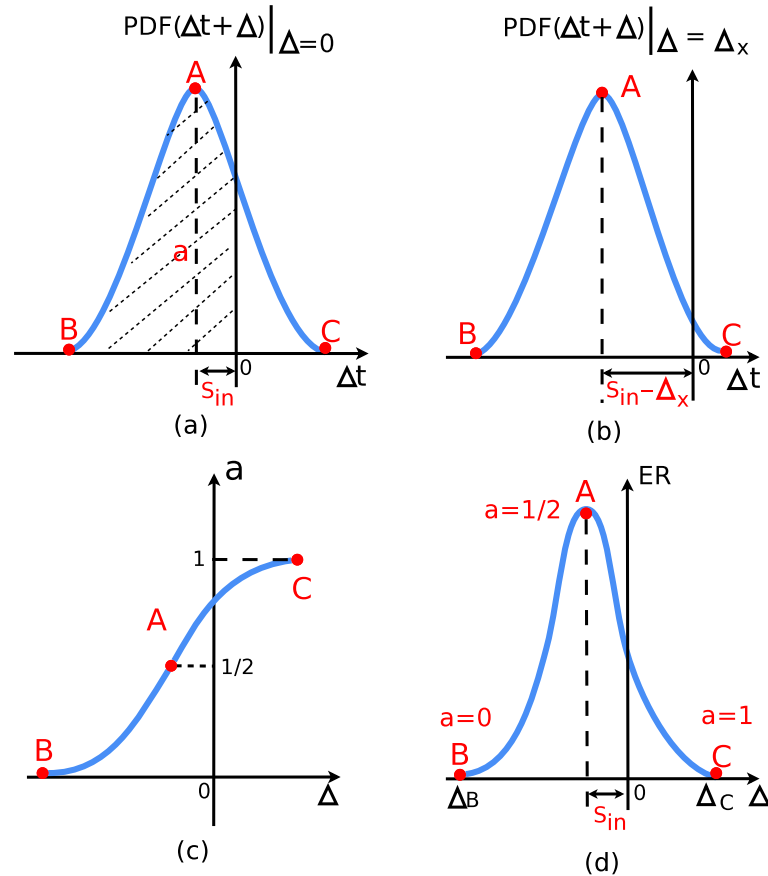 PDF(Δt+Δ)|Δ=0
A
a
B
C
0
Δt
Sin
(a)
PDF(Δt+Δ)|Δ = Δx
A
B
C
0
Δt
Sin−Δx
(b)
a
1
C
A
1/2
B
0
Δ
(c)
ER
A
a=1/2
a=0
a=1
B
C
ΔB
0
ΔC
Δ
Sin
(d)